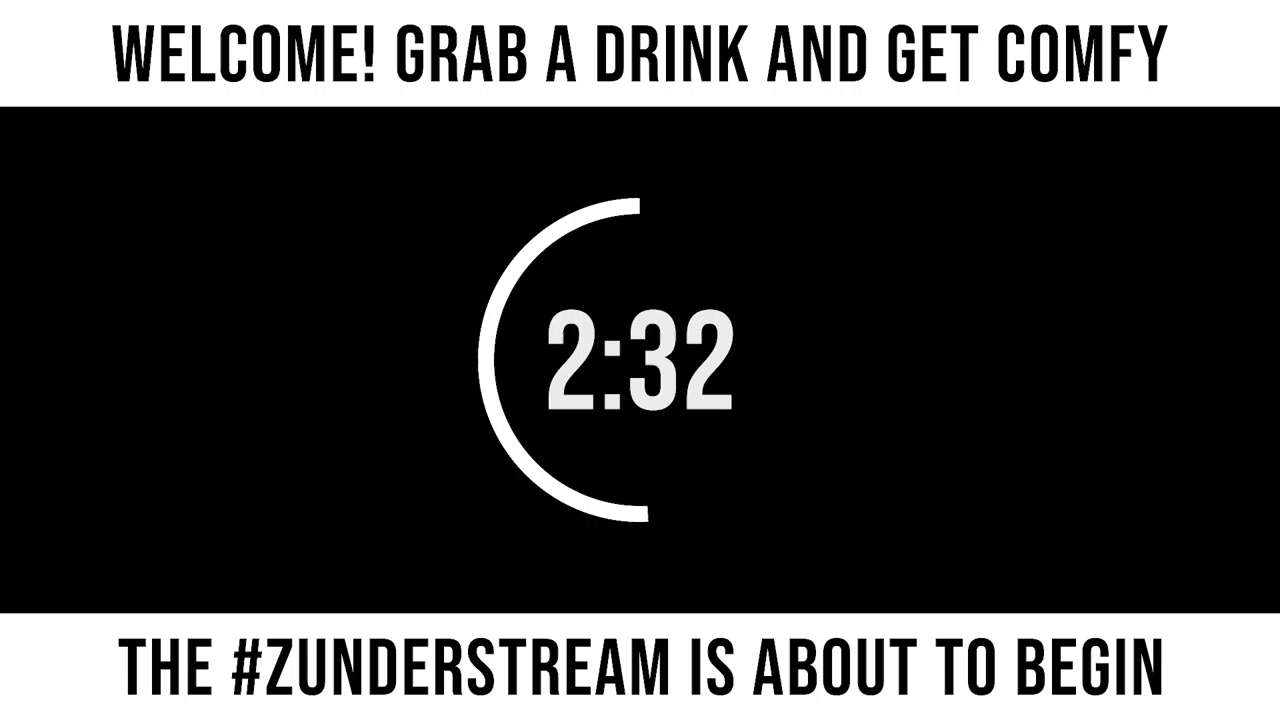 WELCOME! GRAB A DRINK AND GET COMFY
2:32
THE #ZUNDERSTREAM IS ABOUT TO BEGIN